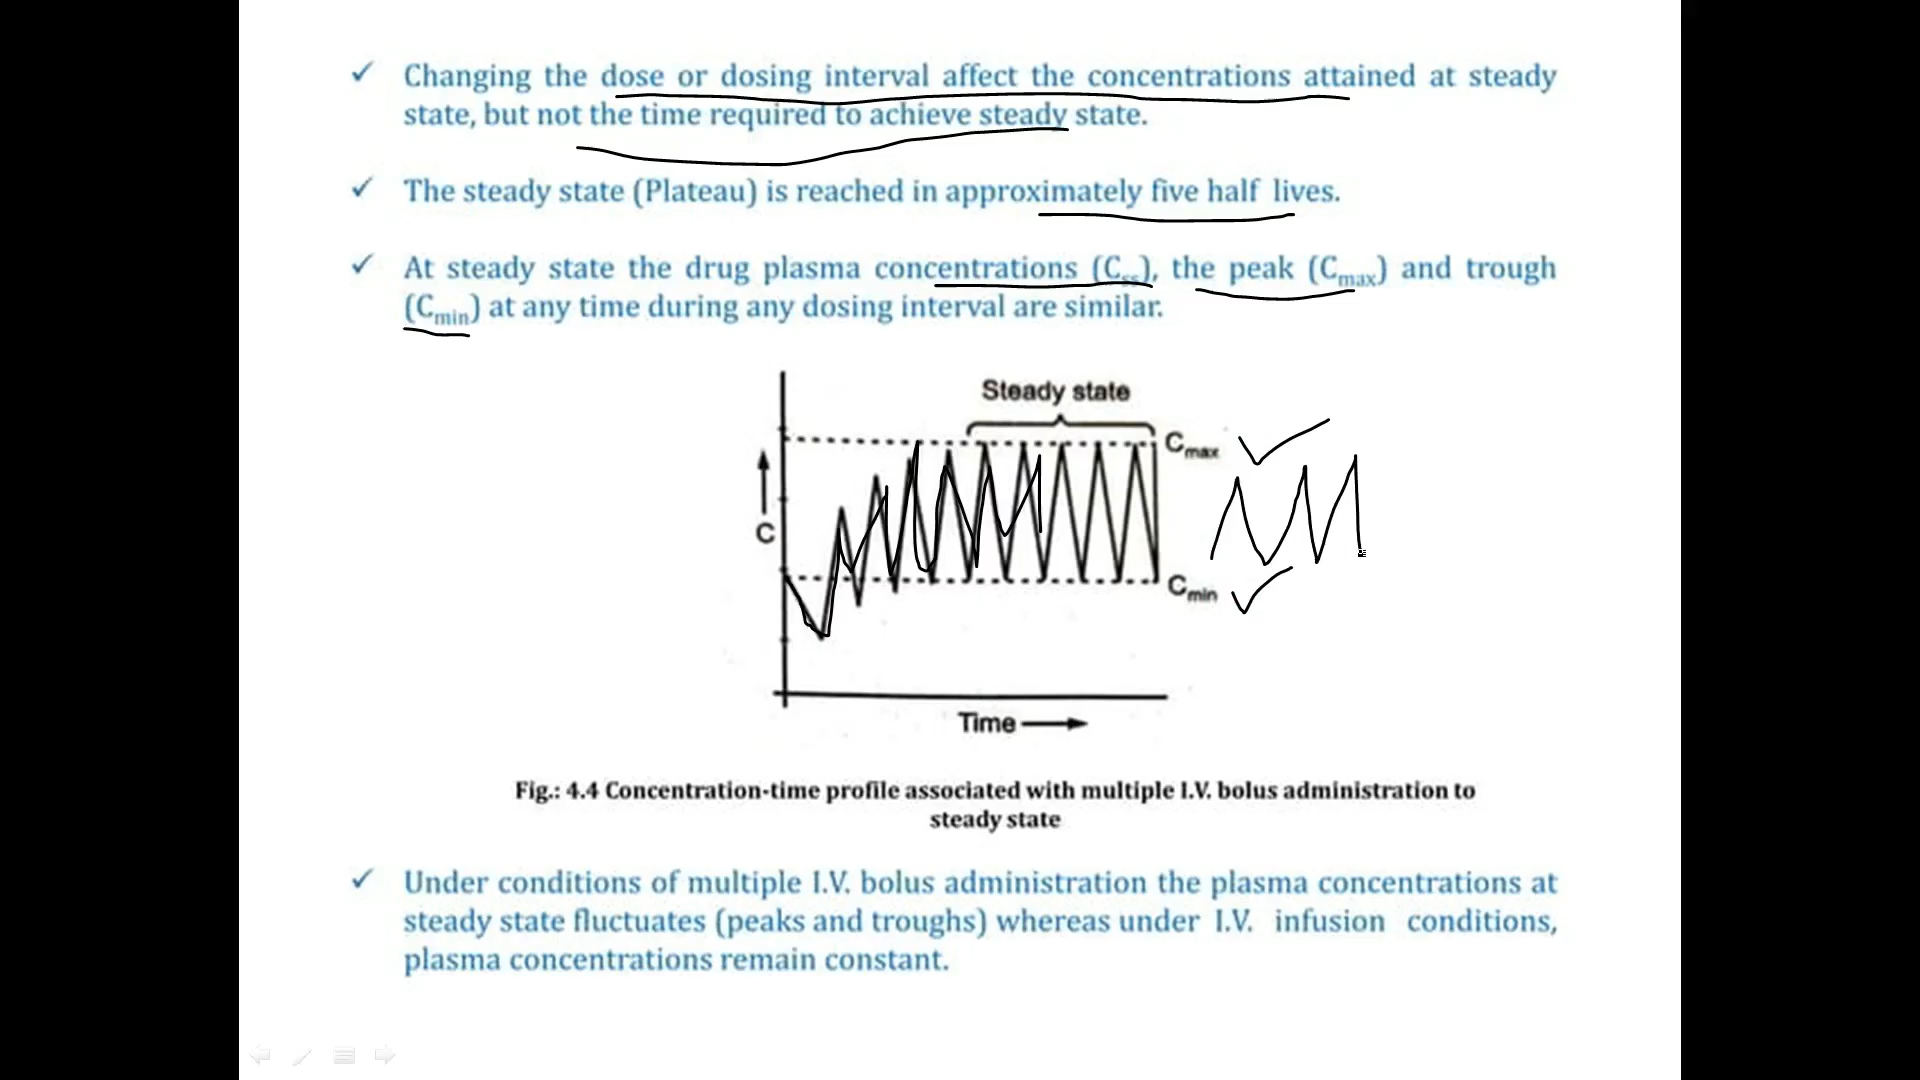 ✓ Changing the dose or dosing interval affect the concentrations attained at steady
state, but not the time required to achieve steady state.
✓ The steady state (Plateau) is reached in approximately five half lives.
✓ At steady state the drug plasma concentrations (Css), the peak (Cmax) and trough
(Cmin) at any time during any dosing interval are similar.
Steady state
Cmax
C
Cmin
Time
Fig.: 4.4 Concentration-time profile associated with multiple I.V. bolus administration to
steady state
✓ Under conditions of multiple I.V. bolus administration the plasma concentrations at
steady state fluctuates (peaks and troughs) whereas under I.V. infusion conditions,
plasma concentrations remain constant.